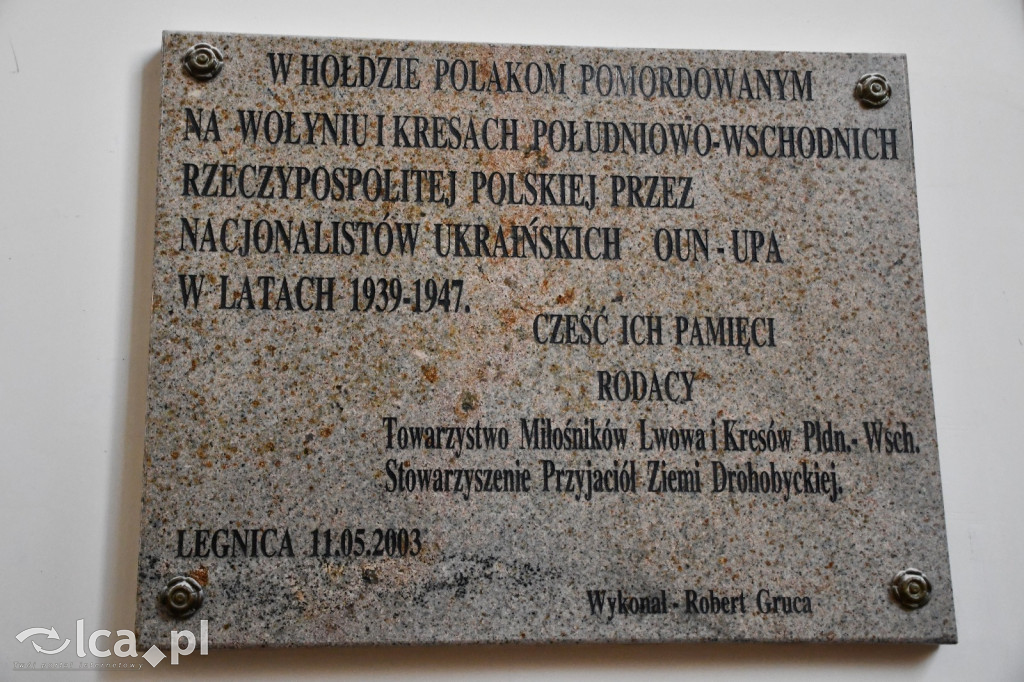 W HOŁDZIE POLAKOM POMORDOWANYM
NA WOŁYNIU I KRESACH POŁUDNIOWO-WSCHODNICH
RZECZYPOSPOLITEJ POLSKIEJ PRZEZ
NACJONALISTÓW UKRAIŃSKICH OUN - UPA
W LATACH 1939-1947.
CZEŚĆ ICH PAMIĘCI
RODACY
Towarzystwo Miłośników Lwowa i Kresów Płdn.- Wsch.
Stowarzyszenie Przyjaciół Ziemi Drohobyckiej.
LEGNICA 11.05.2003
Wykonał - Robert Gruca
lca.pl